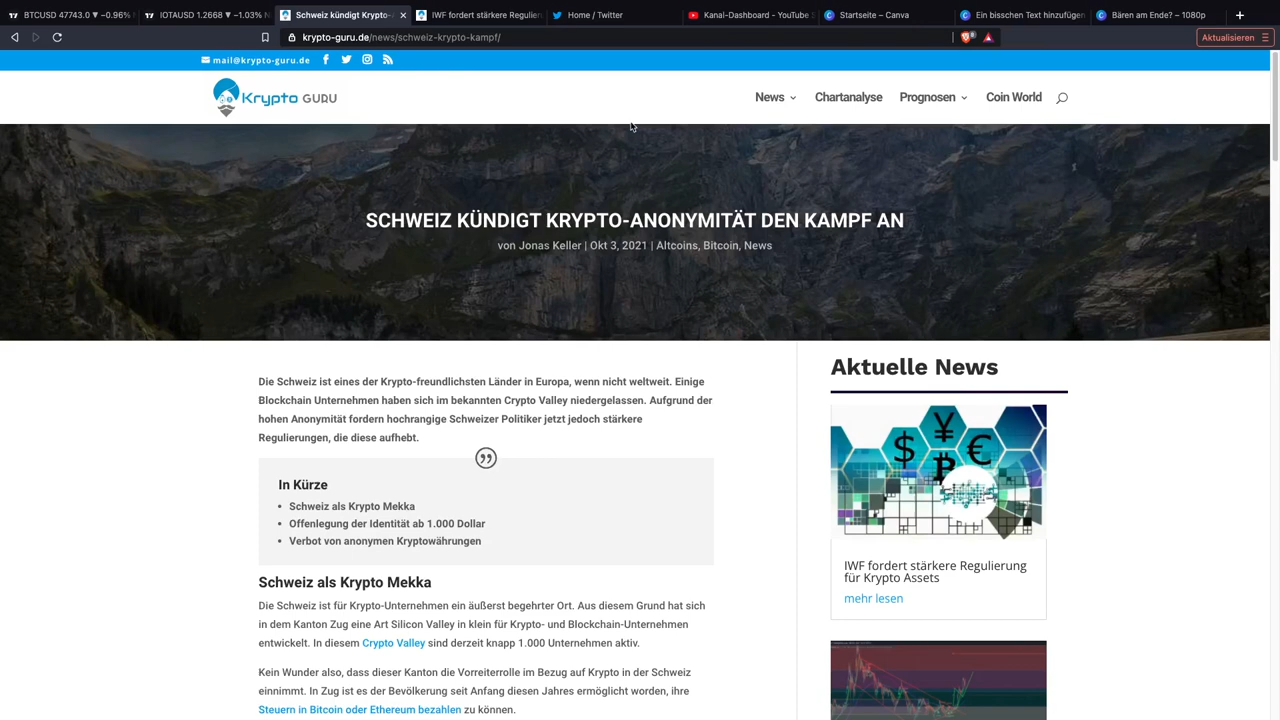 BTCUSD 47743.0 ▼ −0.96%
IOTAUSD 1.2668 ▼ −1.03%
Schweiz kündigt Krypto-
IWF fordert stärkere Regulier
Home / Twitter
Kanal-Dashboard - YouTube
Startseite – Canva
Ein bisschen Text hinzufügen
Bären am Ende? – 1080p
krypto-guru.de/news/schweiz-krypto-kampf/
Aktualisieren
mail@krypto-guru.de
Krypto GURU
News
Chartanalyse
Prognosen
Coin World
SCHWEIZ KÜNDIGT KRYPTO-ANONYMITÄT DEN KAMPF AN
von Jonas Keller | Okt 3, 2021 | Altcoins, Bitcoin, News
Die Schweiz ist eines der Krypto-freundlichsten Länder in Europa, wenn nicht weltweit. Einige
Blockchain Unternehmen haben sich im bekannten Crypto Valley niedergelassen. Aufgrund der
hohen Anonymität fordern hochrangige Schweizer Politiker jetzt jedoch stärkere
Regulierungen, die diese aufhebt.
In Kürze
• Schweiz als Krypto Mekka
• Offenlegung der Identität ab 1.000 Dollar
• Verbot von anonymen Kryptowährungen
Schweiz als Krypto Mekka
Die Schweiz ist für Krypto-Unternehmen ein äußerst begehrter Ort. Aus diesem Grund hat sich
in dem Kanton Zug eine Art Silicon Valley in klein für Krypto- und Blockchain-Unternehmen
entwickelt. In diesem Crypto Valley sind derzeit knapp 1.000 Unternehmen aktiv.
Kein Wunder also, dass dieser Kanton die Vorreiterrolle im Bezug auf Krypto in der Schweiz
einnimmt. In Zug ist es der Bevölkerung seit Anfang diesen Jahres ermöglicht worden, ihre
Steuern in Bitcoin oder Ethereum bezahlen zu können.
Aktuelle News
IWF fordert stärkere Regulierung
für Krypto Assets
mehr lesen